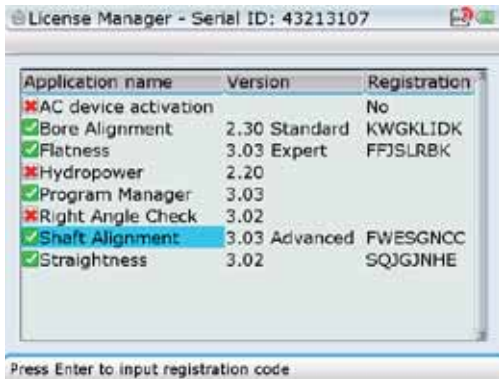 License Manager - Serial ID: 43213107
Application name Version Registration
AC device activation No
Bore Alignment 2.30 Standard KWGKLIDK
Flatness 3.03 Expert FFJSLRBK
Hydropower 2.20
Program Manager 3.03
Right Angle Check 3.02
Shaft Alignment 3.03 Advanced FWESGNCC
Straightness 3.02 SQJGJNHE
Press Enter to input registration code